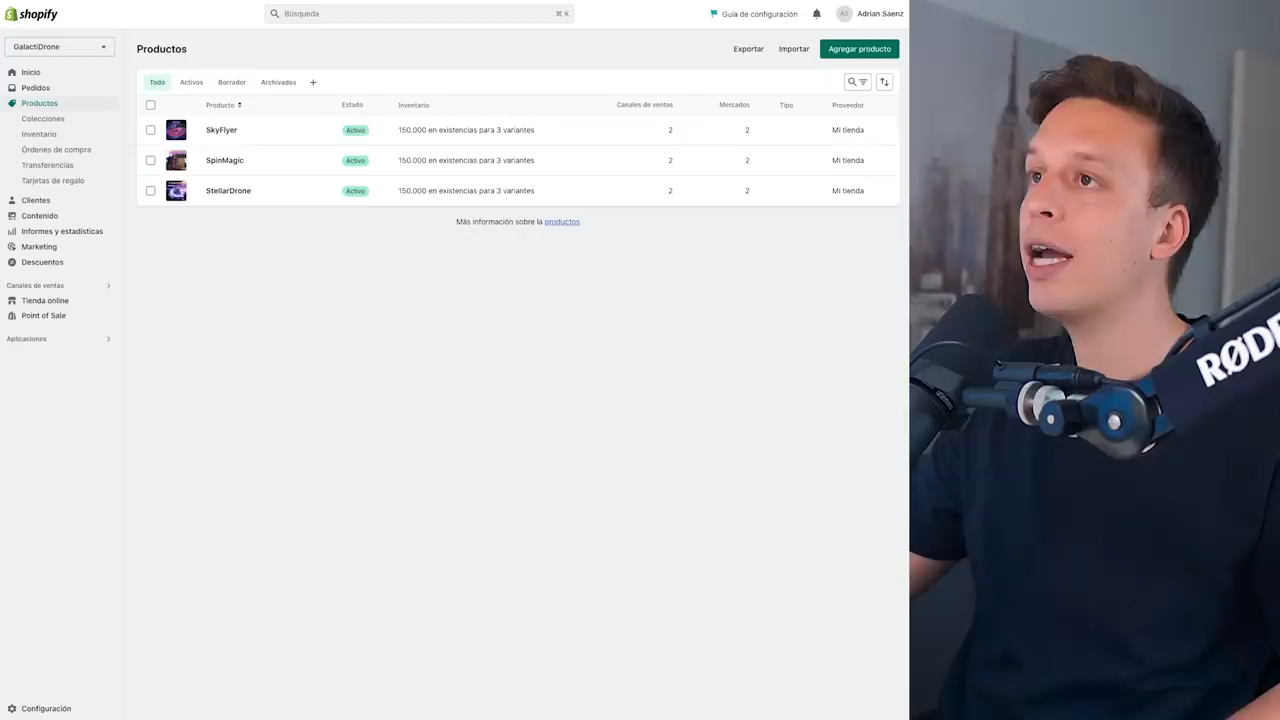 shopify
Búsqueda
⌘ K
Guía de configuración
AS
Adrian Saenz
GalactiDrone
Productos
Exportar
Importar
Agregar producto
Inicio
Pedidos
Productos
Colecciones
Inventario
Órdenes de compra
Transferencias
Tarjetas de regalo
Clientes
Contenido
Informes y estadísticas
Marketing
Descuentos
Canales de ventas
Tienda online
Point of Sale
Aplicaciones
Configuración
Todo Activos Borrador Archivados
Producto Estado Inventario Canales de ventas Mercados Tipo Proveedor
SkyFlyer Activo 150.000 en existencias para 3 variantes 2 2 Mi tienda
SpinMagic Activo 150.000 en existencias para 3 variantes 2 2 Mi tienda
StellarDrone Activo 150.000 en existencias para 3 variantes 2 2 Mi tienda
Más información sobre la productos
RØDE